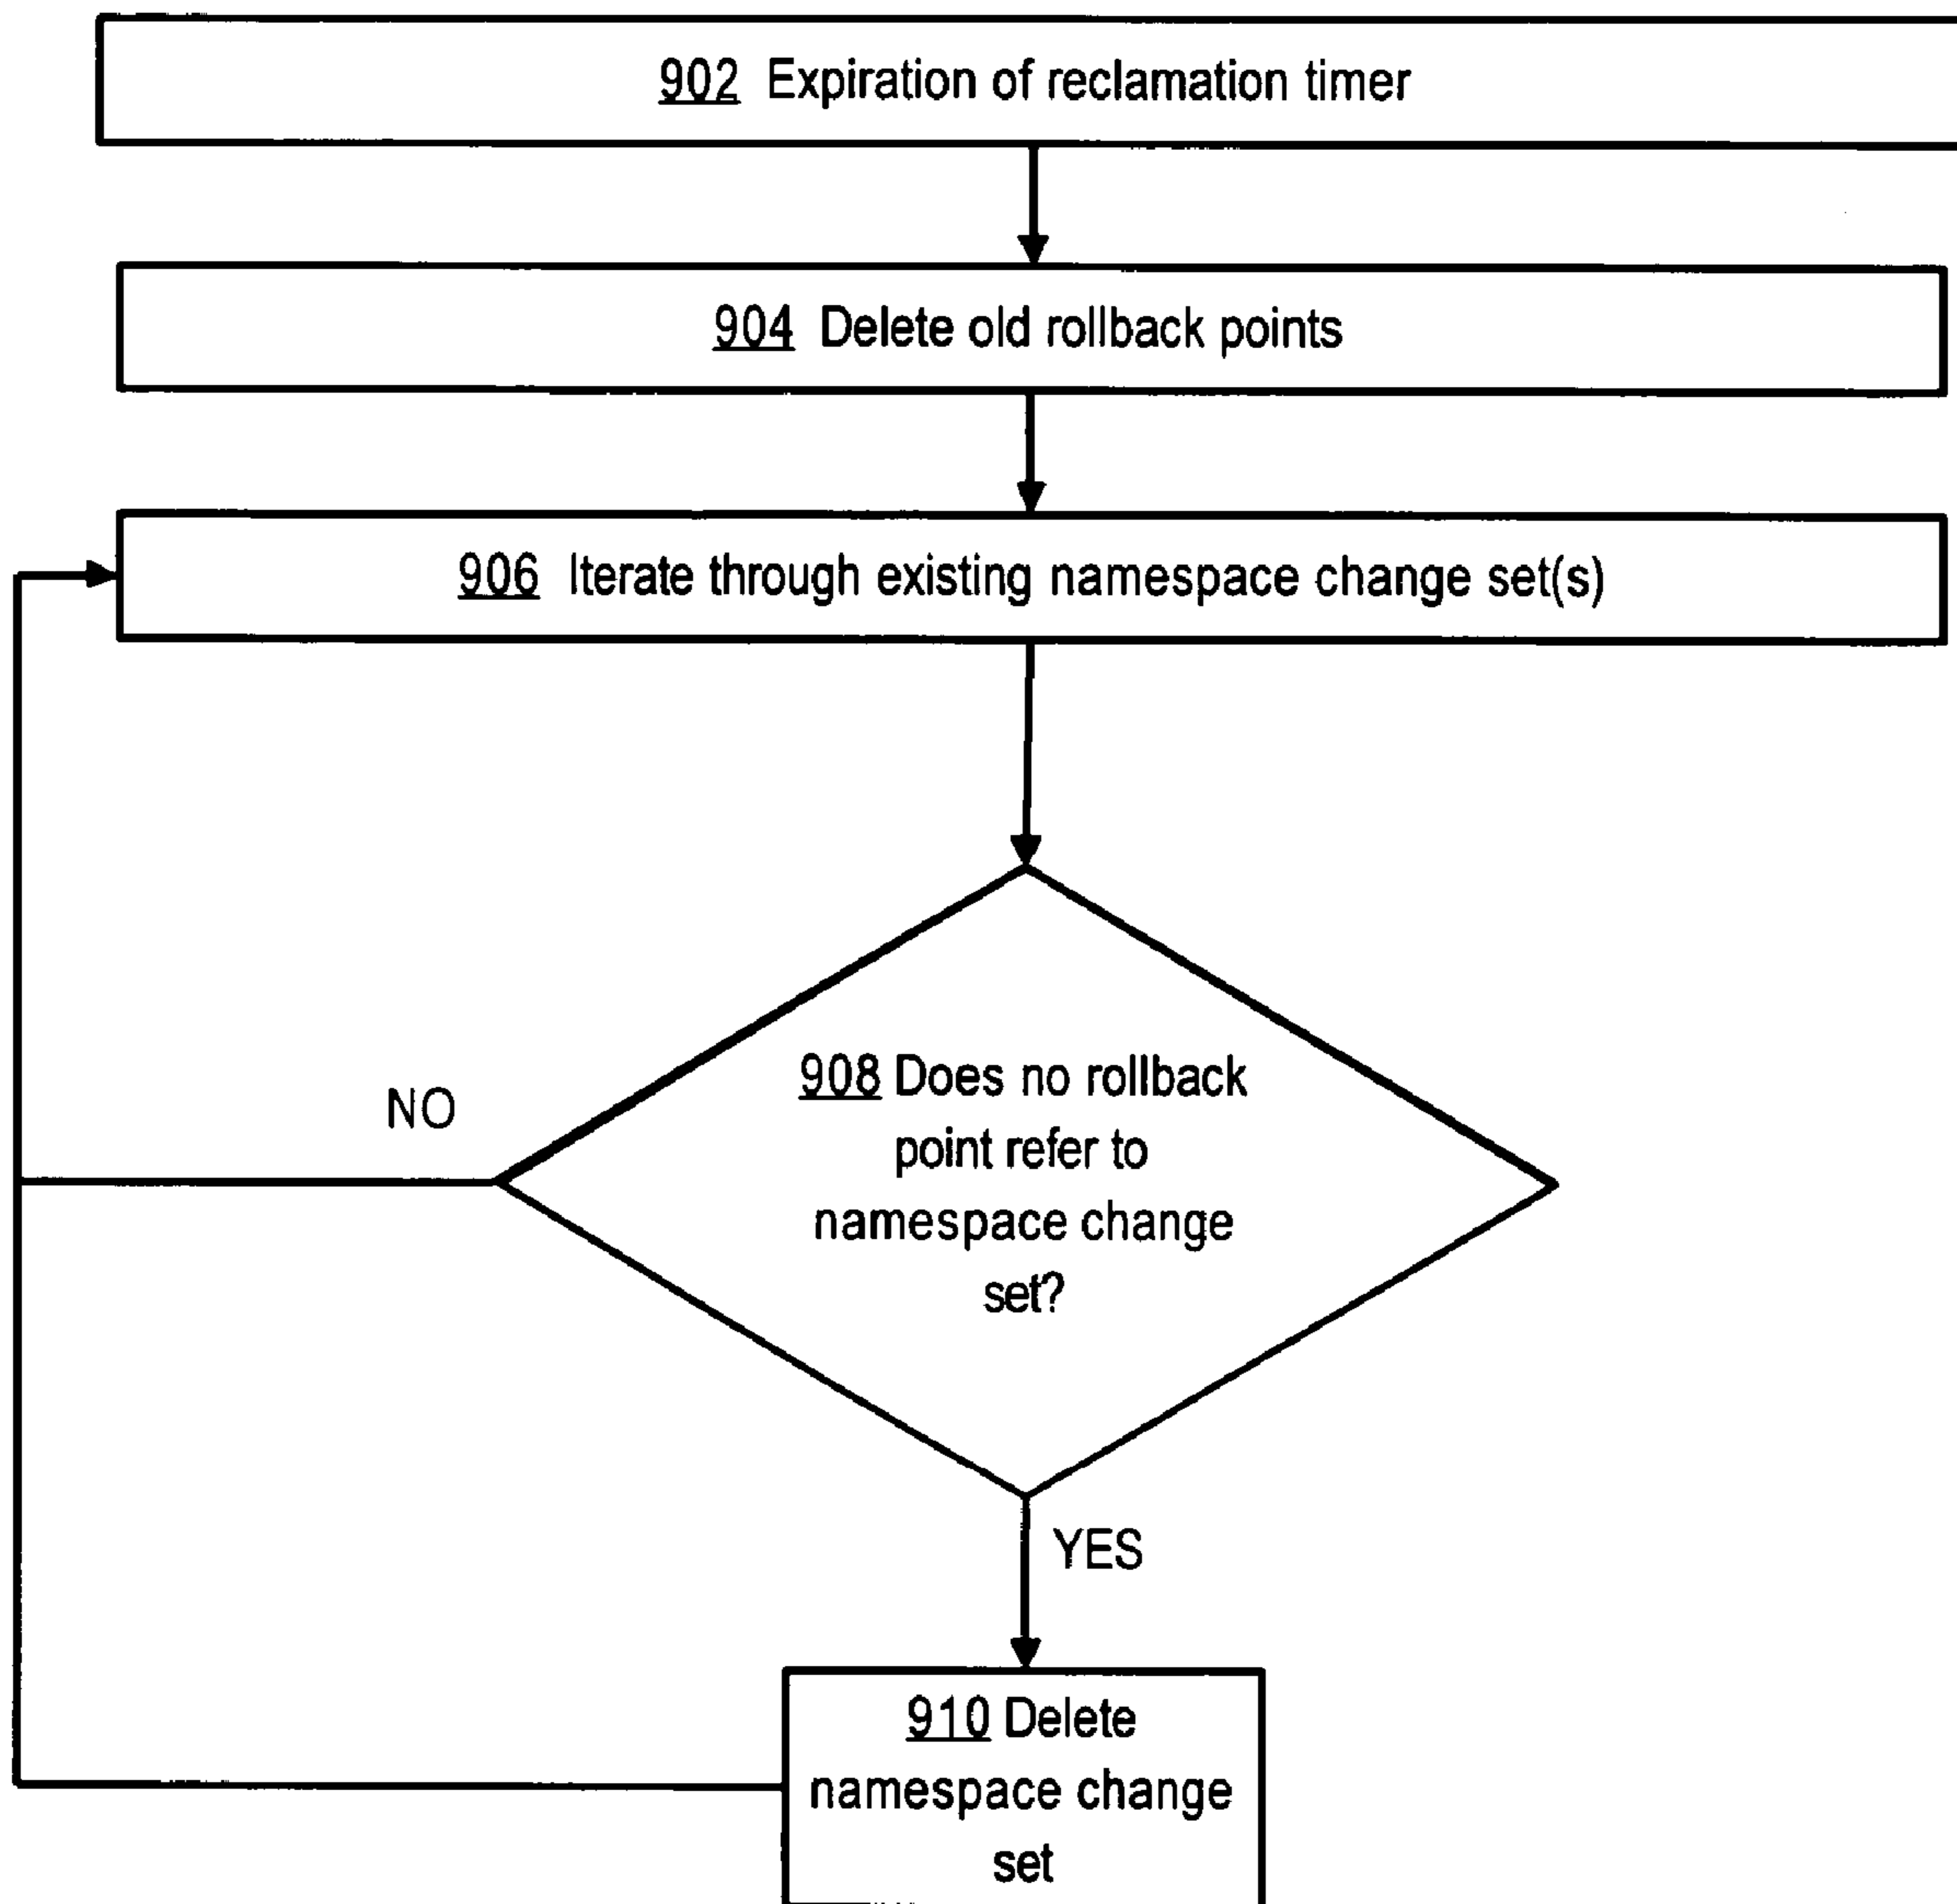 902 Expiration of reclamation timer
904 Delete old rollback points
906 Iterate through existing namespace change set(s)
908 Does no rollback
point refer to
namespace change
set?
NO
YES
910 Delete
namespace change
set